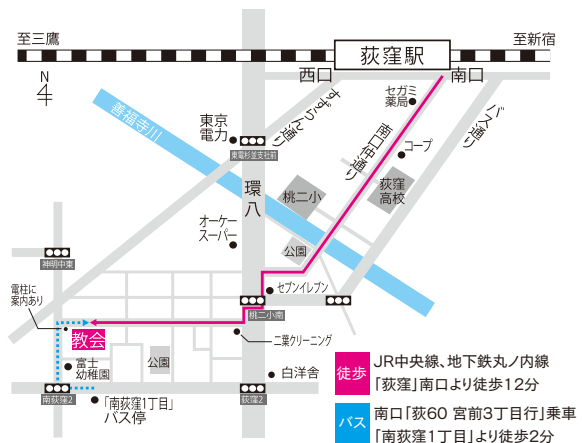 至三鷹
荻窪駅
至新宿
西口
南口
N
セガミ
薬局
すずらん通り
バス通り
善福寺川
東京
電力
南口仲通り
コープ
東電杉並支社前
環
八
桃二小
荻窪
高校
オーケー
スーパー
公園
神明中東
電柱に
案内あり
セブンイレブン
桃二小南
教会
二葉クリーニング
富士
幼稚園
公園
白洋舎
南荻窪2
荻窪2
「南荻窪1丁目」
バス停
徒歩
JR中央線、地下鉄丸ノ内線
「荻窪」南口より徒歩12分
バス
南口「荻60 宮前3丁目行」乗車
「南荻窪1丁目」より徒歩2分